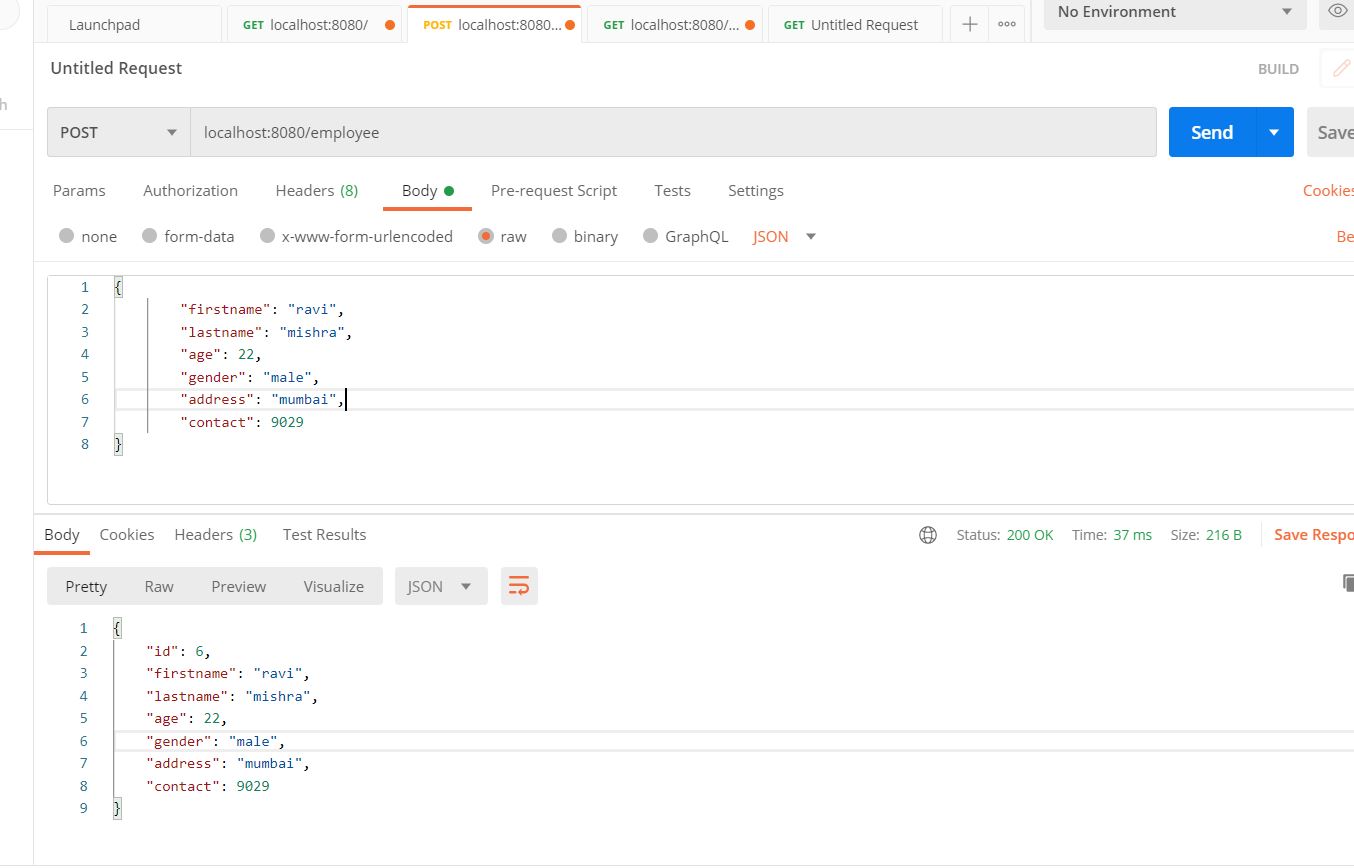 Launchpad GET localhost:8080/ POST localhost:8080... GET localhost:8080/... GET Untitled Request No Environment
Untitled Request BUILD
h
POST localhost:8080/employee Send Save
Params Authorization Headers (8) Body Pre-request Script Tests Settings Cookies
none form-data x-www-form-urlencoded raw binary GraphQL JSON Be
1 {
2 "firstname": "ravi",
3 "lastname": "mishra",
4 "age": 22,
5 "gender": "male",
6 "address": "mumbai",
7 "contact": 9029
8 }
Body Cookies Headers (3) Test Results Status: 200 OK Time: 37 ms Size: 216 B Save Respo
Pretty Raw Preview Visualize JSON
1 {
2 "id": 6,
3 "firstname": "ravi",
4 "lastname": "mishra",
5 "age": 22,
6 "gender": "male",
7 "address": "mumbai",
8 "contact": 9029
9 }